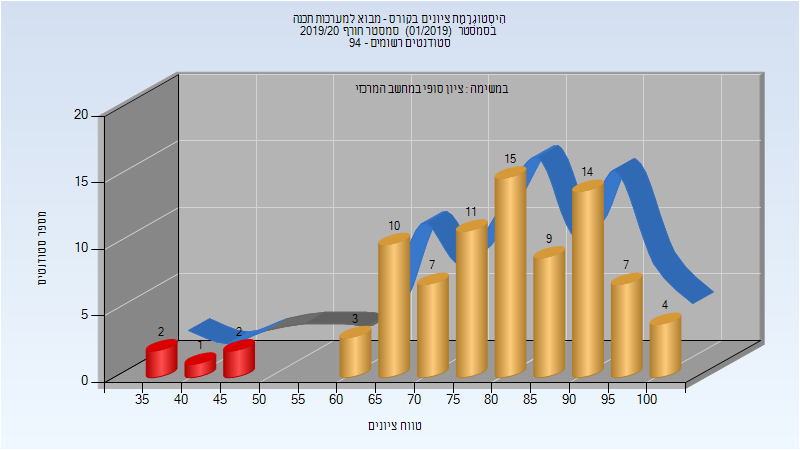 היסטוגרמת ציונים בקורס - מבוא למערכות תכנה
בסמסטר (01/2019) סמסטר חורף 2019/20
סטודנטים רשומים - 94
במשימה : ציון סופי במחשב המרכזי
מספר סטודנטים
20
15
10
5
0
2
1
2
3
10
7
11
15
9
14
7
4
35 40 45 50 55 60 65 70 75 80 85 90 95 100
טווח ציונים